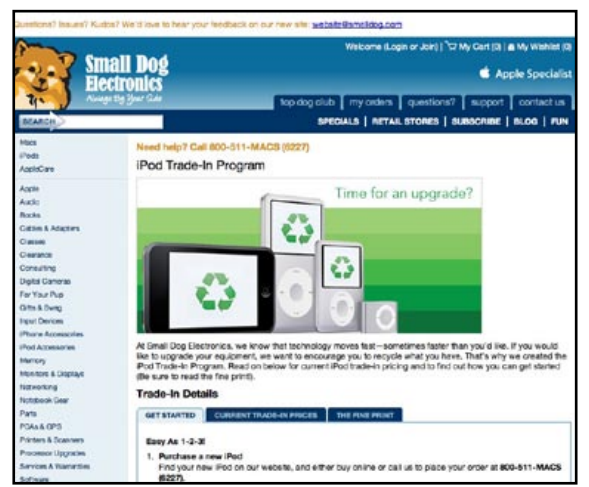 Questions? Issues? Kudos? We'd love to hear your feedback on our new site: website@smalldog.com
Welcome (Login or Join) | My Cart (0) | My Wishlist (0)
Small Dog
Electronics
Always By Your Side
Apple Specialist
top dog club
my orders
questions?
support
contact us
SEARCH
SPECIALS | RETAIL STORES | SUBSCRIBE | BLOG | FUN
Macs
iPods
AppleCare
Apple
Audio
Books
Cables & Adapters
Classes
Clearance
Consulting
Digital Cameras
For Your Pup
Gifts & Swag
Input Devices
iPhone Accessories
iPod Accessories
Memory
Monitors & Displays
Networking
Notebook Gear
Parts
PDAs & GPS
Printers & Scanners
Processor Upgrades
Services & Warranties
Software
Need help? Call 800-511-MACS (6227)
iPod Trade-In Program
Time for an upgrade?
At Small Dog Electronics, we know that technology moves fast—sometimes faster than you'd like. If you would
like to upgrade your equipment, we want to encourage you to recycle what you have. That's why we created the
iPod Trade-In Program. Read on below for current iPod trade-in pricing and to find out how you can get started
(Be sure to read the fine print).
Trade-In Details
GET STARTED
CURRENT TRADE-IN PRICES
THE FINE PRINT
Easy As 1-2-3!
1. Purchase a new iPod
Find your new iPod on our website, and either buy online or call us to place your order at 800-511-MACS
(6227).